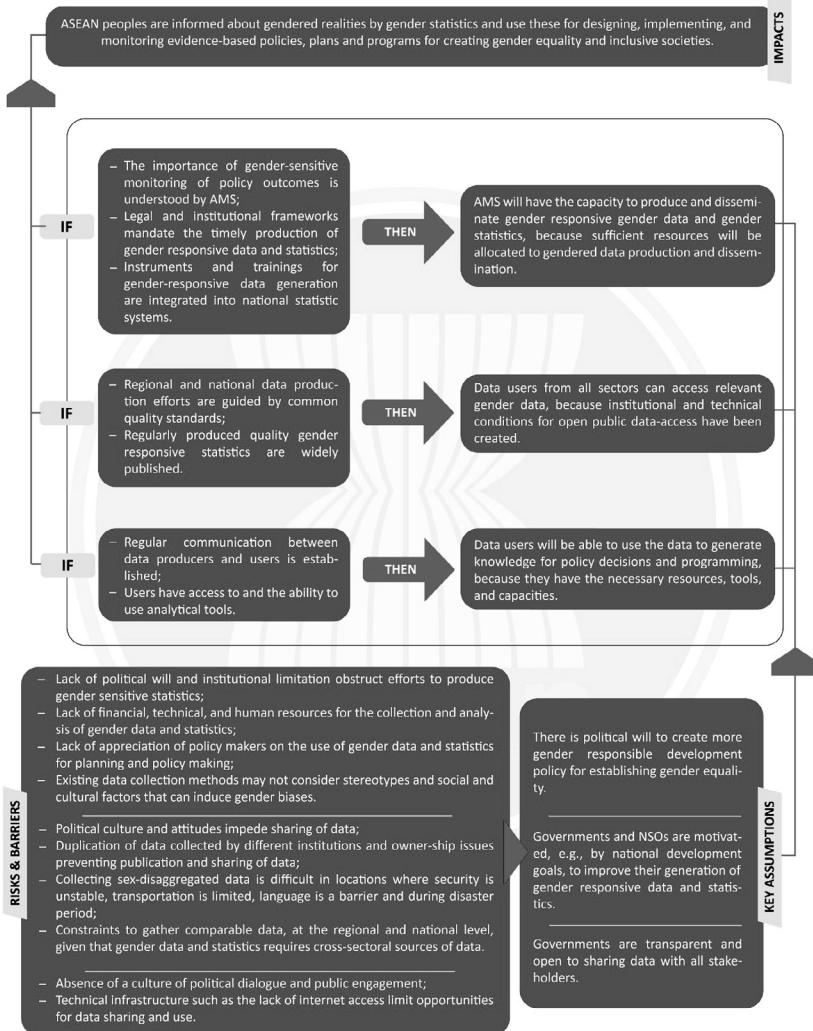 ASEAN peoples are informed about gendered realities by gender statistics and use these for designing, implementing, and
monitoring evidence-based policies, plans and programs for creating gender equality and inclusive societies.
IMPACTS
IF
– The importance of gender-sensitive
monitoring of policy outcomes is
understood by AMS;
– Legal and institutional frameworks
mandate the timely production of
gender responsive data and statistics;
– Instruments and trainings for
gender-responsive data generation
are integrated into national statistic
systems.
THEN
AMS will have the capacity to produce and dissemi-
nate gender responsive gender data and gender
statistics, because sufficient resources will be
allocated to gendered data production and dissem-
ination.
IF
– Regional and national data produc-
tion efforts are guided by common
quality standards;
– Regularly produced quality gender
responsive statistics are widely
published.
THEN
Data users from all sectors can access relevant
gender data, because institutional and technical
conditions for open public data-access have been
created.
IF
– Regular communication between
data producers and users is estab-
lished;
– Users have access to and the ability to
use analytical tools.
THEN
Data users will be able to use the data to generate
knowledge for policy decisions and programming,
because they have the necessary resources, tools,
and capacities.
RISKS & BARRIERS
– Lack of political will and institutional limitation obstruct efforts to produce
gender sensitive statistics;
– Lack of financial, technical, and human resources for the collection and analy-
sis of gender data and statistics;
– Lack of appreciation of policy makers on the use of gender data and statistics
for planning and policy making;
– Existing data collection methods may not consider stereotypes and social and
cultural factors that can induce gender biases.
– Political culture and attitudes impede sharing of data;
– Duplication of data collected by different institutions and owner-ship issues
preventing publication and sharing of data;
– Collecting sex-disaggregated data is difficult in locations where security is
unstable, transportation is limited, language is a barrier and during disaster
period;
– Constraints to gather comparable data, at the regional and national level,
given that gender data and statistics requires cross-sectoral sources of data.
– Absence of a culture of political dialogue and public engagement;
– Technical infrastructure such as the lack of internet access limit opportunities
for data sharing and use.
There is political will to create more
gender responsible development
policy for establishing gender equali-
ty.
Governments and NSOs are motivat-
ed, e.g., by national development
goals, to improve their generation of
gender responsive data and statis-
tics.
Governments are transparent and
open to sharing data with all stake-
holders.
KEY ASSUMPTIONS